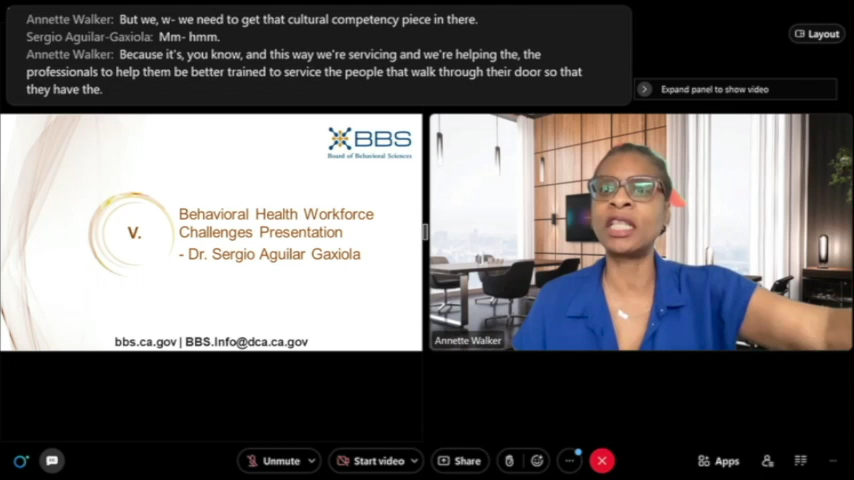 Annette Walker: But we, w- we need to get that cultural competency piece in there.
Sergio Aguilar-Gaxiola: Mm- hmm.
Annette Walker: Because it's, you know, and this way we're servicing and we're helping the, the
professionals to help them be better trained to service the people that walk through their door so that
they have the.
Layout
Expand panel to show video
BBS
Board of Behavioral Sciences
V.
Behavioral Health Workforce
Challenges Presentation
- Dr. Sergio Aguilar Gaxiola
bbs.ca.gov | BBS.Info@dca.ca.gov
Annette Walker
Unmute
Start video
Share
Apps